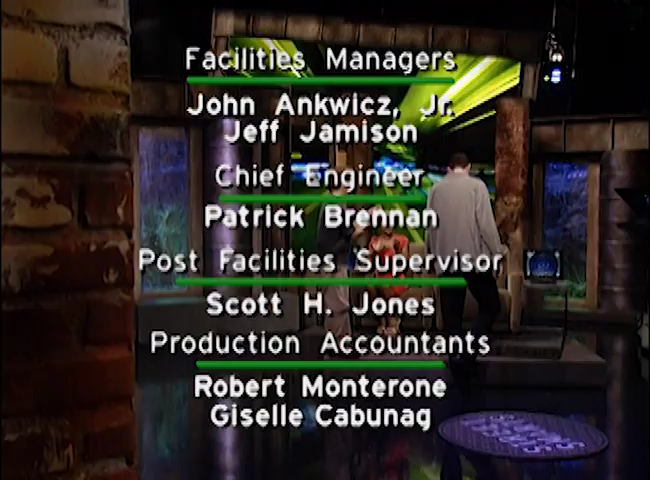 Facilities Managers
John Ankwicz, Jr.
Jeff Jamison
Chief Engineer
Patrick Brennan
Post Facilities Supervisor
Scott H. Jones
Production Accountants
Robert Monterone
Giselle Cabunag